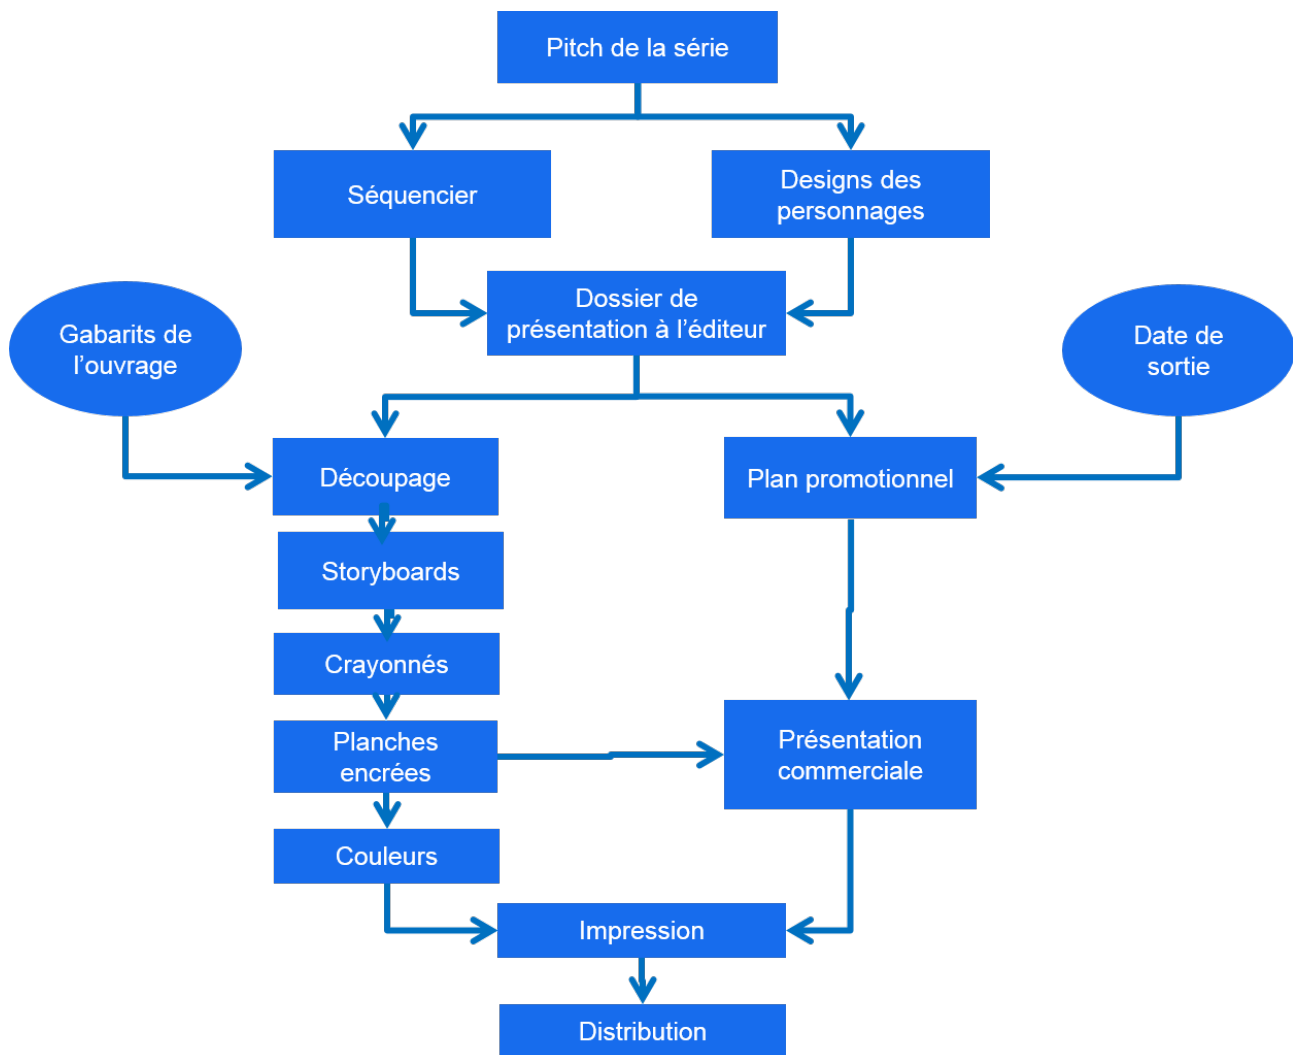 Pitch de la série
Séquencier
Designs des
personnages
Dossier de
présentation à l’éditeur
Gabarits de
l’ouvrage
Date de
sortie
Découpage
Plan promotionnel
Storyboards
Crayonnés
Planches
encrées
Présentation
commerciale
Couleurs
Impression
Distribution